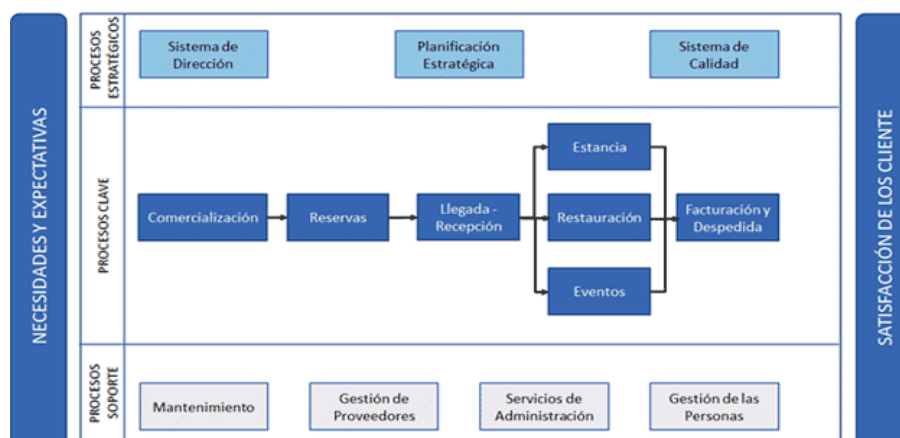 NECESIDADES Y EXPECTATIVAS
PROCESOS
ESTRATÉGICOS
Sistema de
Dirección
Planificación
Estratégica
Sistema de
Calidad
PROCESOS CLAVE
Comercialización
Reservas
Llegada -
Recepción
Estancia
Restauración
Eventos
Facturación y
Despedida
PROCESOS
SOPORTE
Mantenimiento
Gestión de
Proveedores
Servicios de
Administración
Gestión de las
Personas
SATISFACCIÓN DE LOS CLIENTE